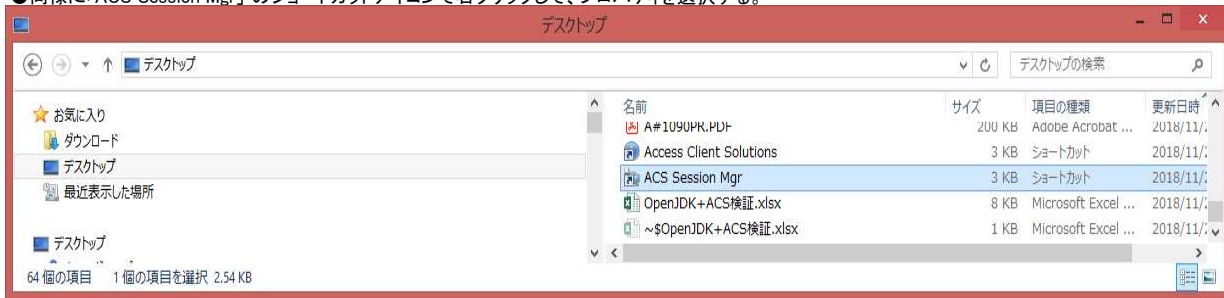 ●同様に「ACS Session Mgr」のショートカットアイコンで右クリックして、プロパティを選択する。
デスクトップ
デスクトップ
デスクトップの検索
お気に入り
ダウンロード
デスクトップ
最近表示した場所
デスクトップ
名前 サイズ 項目の種類 更新日時
A#1090PR.PDF 200 KB Adobe Acrobat ... 2018/11/
Access Client Solutions 3 KB ショートカット 2018/11/
ACS Session Mgr 3 KB ショートカット 2018/11/
OpenJDK+ACS検証.xlsx 8 KB Microsoft Excel ... 2018/11/
~$OpenJDK+ACS検証.xlsx 1 KB Microsoft Excel ... 2018/11/
64 個の項目 1 個の項目を選択 2.54 KB